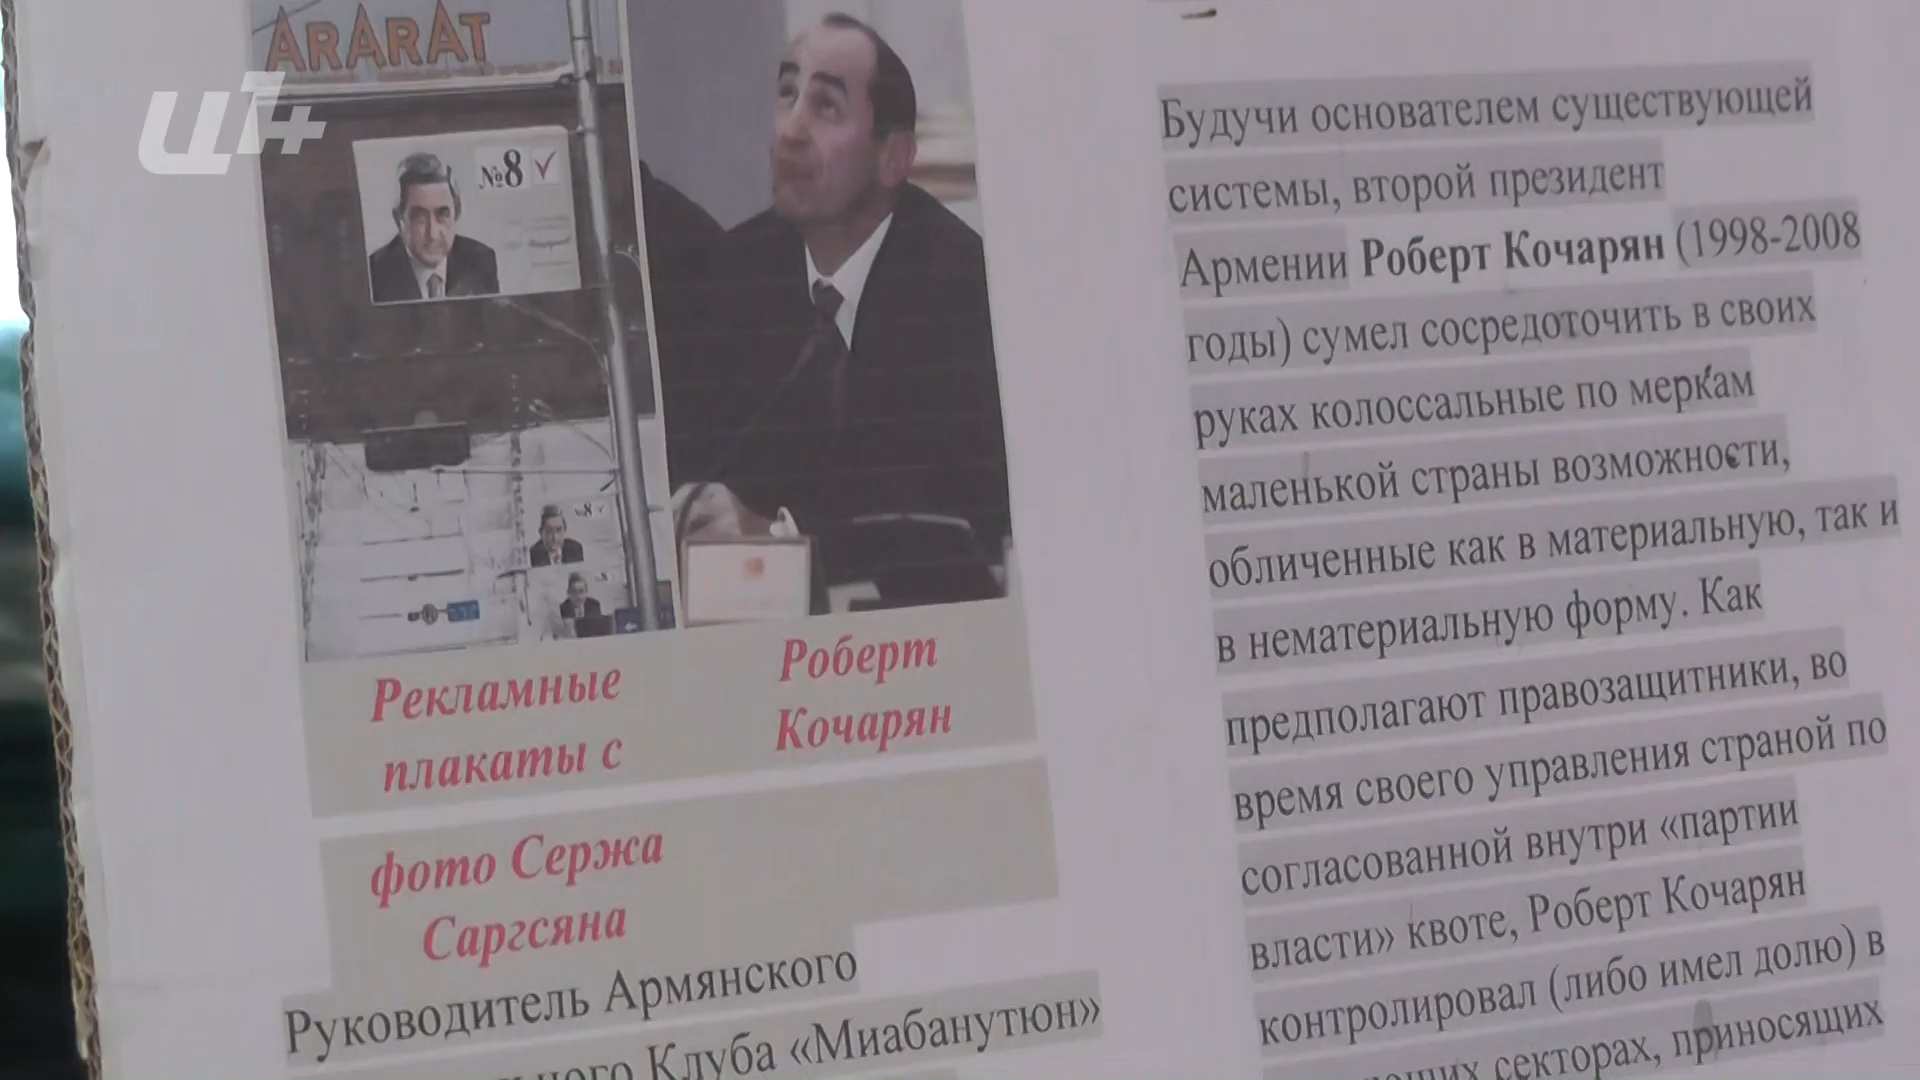 ARARAT
Ա1+
№8
№8
Рекламные
плакаты с
фото Сержа
Саргсяна
Роберт
Кочарян
Руководитель Армянского
Клуба «Миабанутюн»
Будучи основателем существующей
системы, второй президент
Армении Роберт Кочарян (1998-2008
годы) сумел сосредоточить в своих
руках колоссальные по меркам
маленькой страны возможности,
обличенные как в материальную, так и
в нематериальную форму. Как
предполагают правозащитники, во
время своего управления страной по
согласованной внутри «партии
власти» квоте, Роберт Кочарян
контролировал (либо имел долю) в
секторах, приносящих